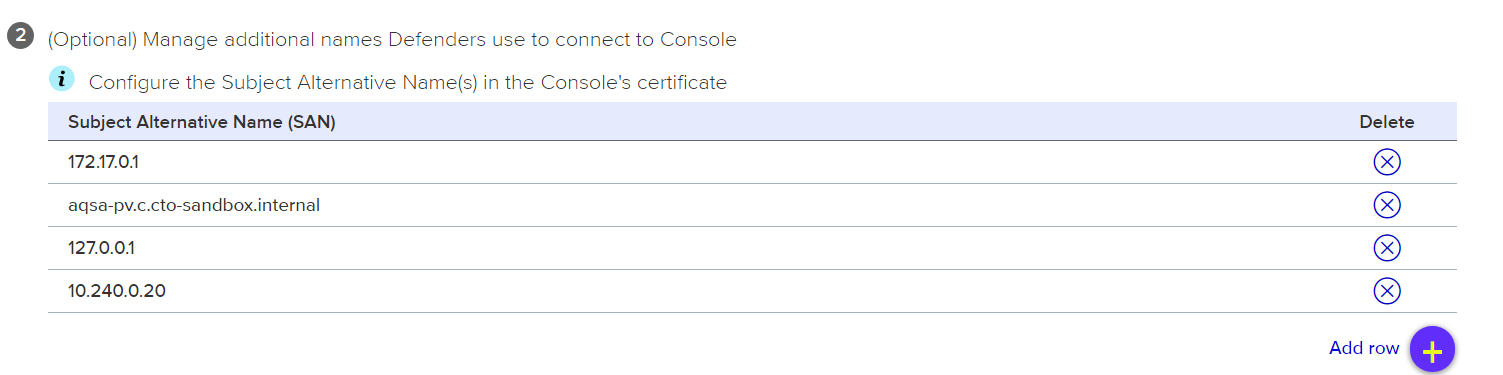 2 (Optional) Manage additional names Defenders use to connect to Console
i Configure the Subject Alternative Name(s) in the Console's certificate
Subject Alternative Name (SAN) Delete
172.17.0.1
aqsa-pv.c.cto-sandbox.internal
127.0.0.1
10.240.0.20
Add row +